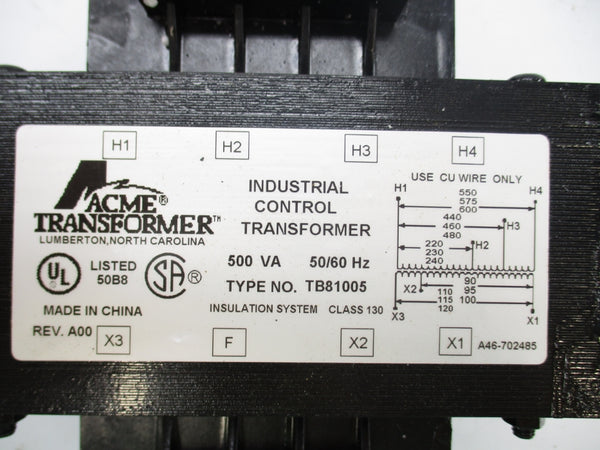 H1 H2 H3 H4
ACME®
TRANSFORMER™
LUMBERTON, NORTH CAROLINA
UL LISTED
50B8
SA ®
MADE IN CHINA
REV. A00
INDUSTRIAL
CONTROL
TRANSFORMER
500 VA 50/60 Hz
TYPE NO. TB81005
INSULATION SYSTEM CLASS 130
USE CU WIRE ONLY
H1 550 H4
575
600
440
460 H3
480
220
230 H2
240
X2 90
110 95
115 100
120
X3 X1
X3 F X2 X1
A46-702485